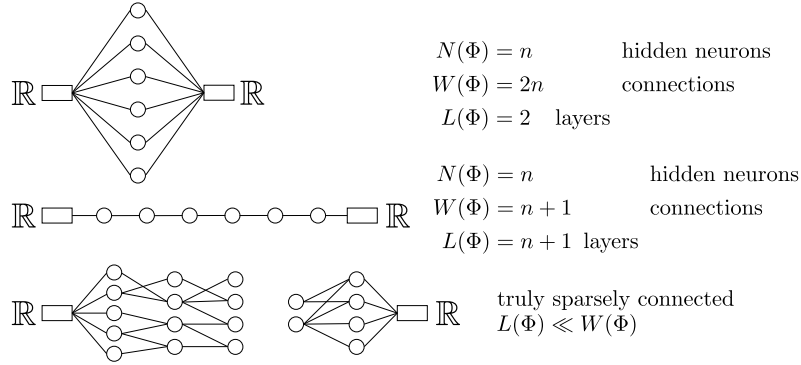 ℝ ℝ
N(Φ) = n hidden neurons
W(Φ) = 2n connections
L(Φ) = 2 layers
ℝ ℝ
N(Φ) = n hidden neurons
W(Φ) = n + 1 connections
L(Φ) = n + 1 layers
ℝ ℝ
truly sparsely connected
L(Φ) ≪ W(Φ)